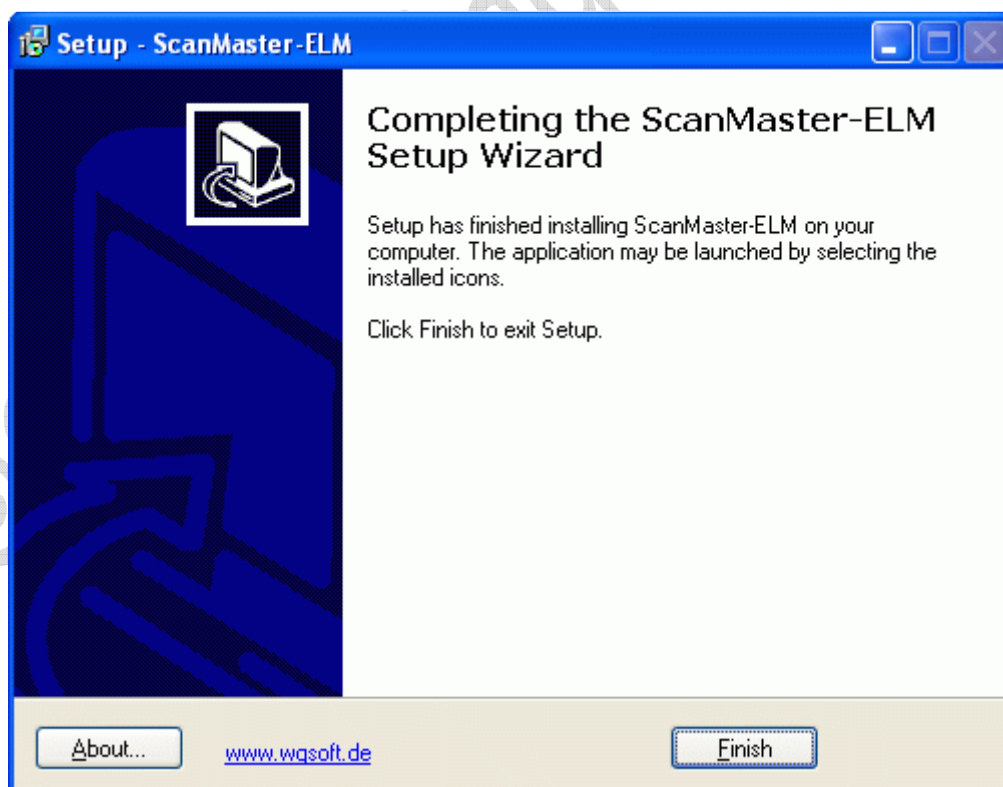 Setup - ScanMaster-ELM
Completing the ScanMaster-ELM
Setup Wizard
Setup has finished installing ScanMaster-ELM on your
computer. The application may be launched by selecting the
installed icons.
Click Finish to exit Setup.
About...
www.wgsoft.de
Finish